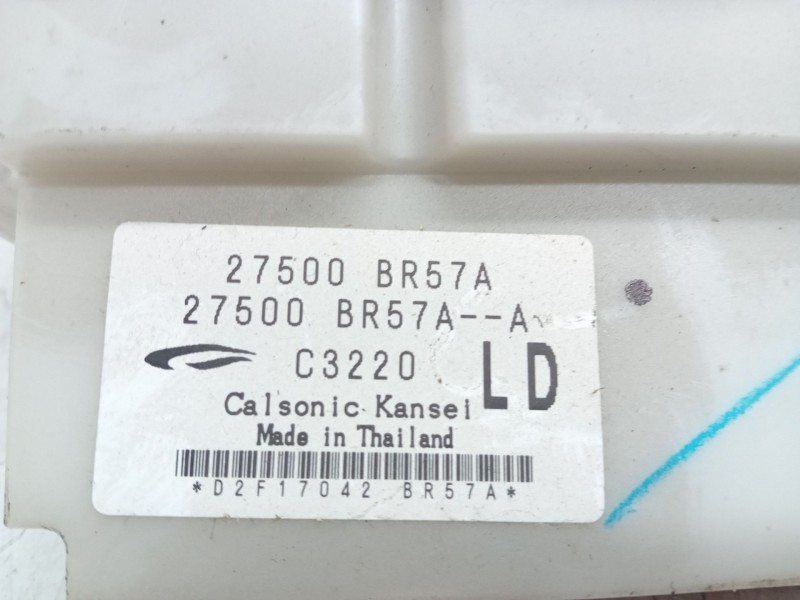 27500 BR57A
27500 BR57A--A
C3220 LD
Calsonic Kansei
Made in Thailand
*D2F17042 BR57A*